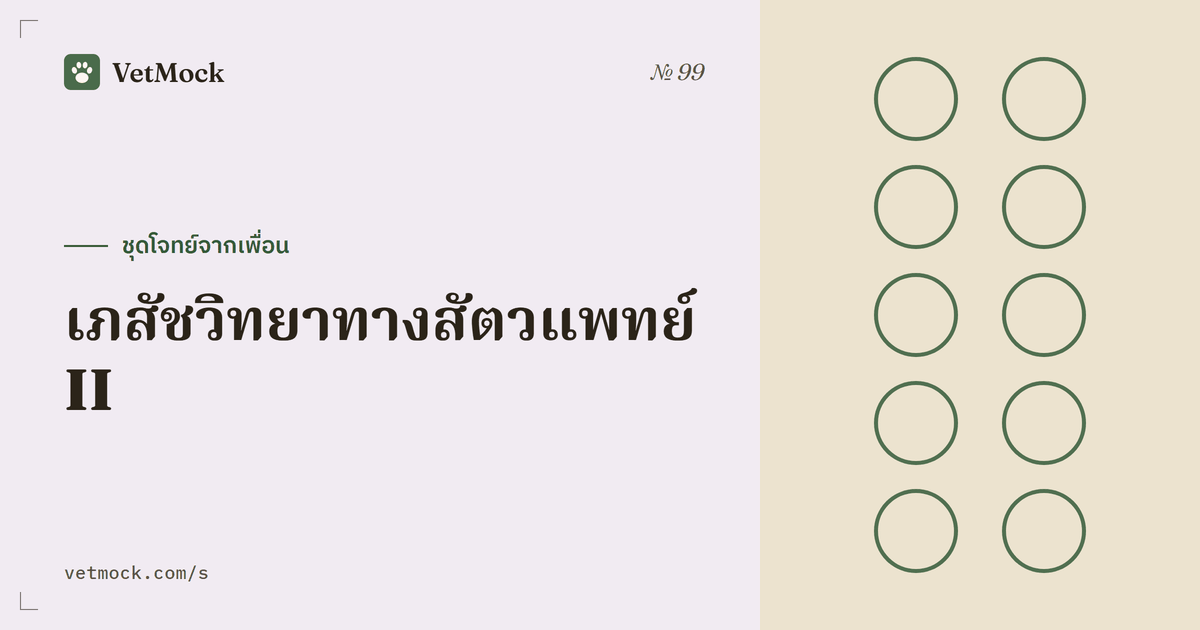 VetMock
№ 99
ชุดโจทย์จากเพื่อน
เภสัชวิทยาทางสัตวแพทย์
II
vetmock.com/s